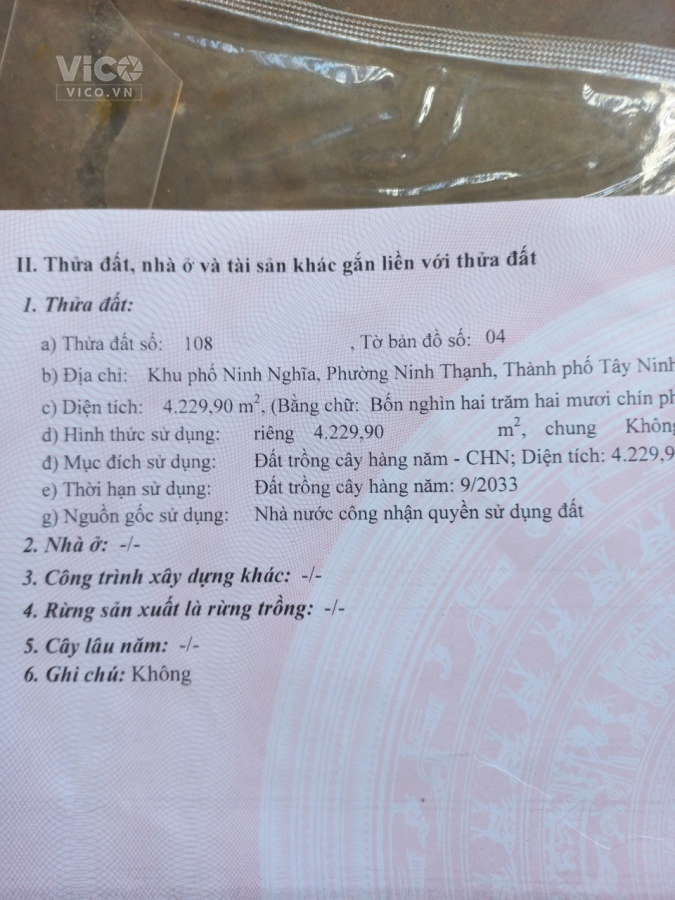 ViCO
VICO.VN
II. Thửa đất, nhà ở và tài sản khác gắn liền với thửa đất
1. Thửa đất:
a) Thửa đất số: 108 , Tờ bản đồ số: 04
b) Địa chỉ: Khu phố Ninh Nghĩa, Phường Ninh Thạnh, Thành phố Tây Ninh
c) Diện tích: 4.229,90 m², (Bằng chữ: Bốn nghìn hai trăm hai mươi chín ph
d) Hình thức sử dụng: riêng 4.229,90 m², chung Không
đ) Mục đích sử dụng: Đất trồng cây hàng năm - CHN; Diện tích: 4.229,9
e) Thời hạn sử dụng: Đất trồng cây hàng năm: 9/2033
g) Nguồn gốc sử dụng: Nhà nước công nhận quyền sử dụng đất
2. Nhà ở: -/-
3. Công trình xây dựng khác: -/-
4. Rừng sản xuất là rừng trồng: -/-
5. Cây lâu năm: -/-
6. Ghi chú: Không